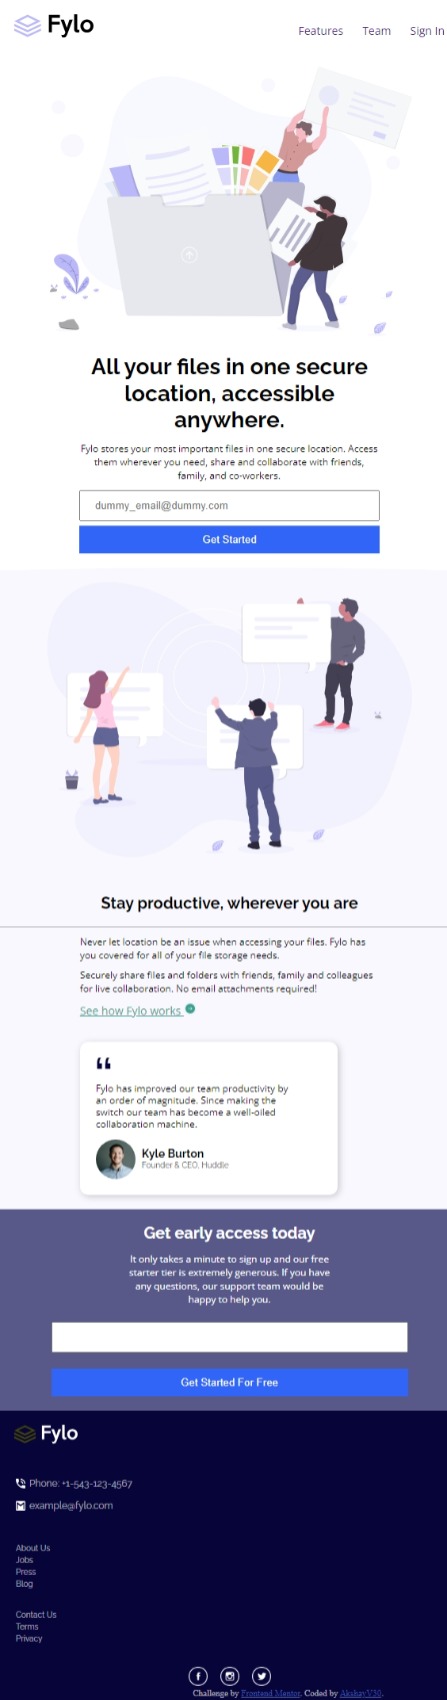 Fylo
Features Team Sign In
All your files in one secure
location, accessible
anywhere.
Fylo stores your most important files in one secure location. Access
them wherever you need, share and collaborate with friends,
family, and co-workers.
dummy_email@dummy.com
Get Started
Stay productive, wherever you are
Never let location be an issue when accessing your files. Fylo has
you covered for all of your file storage needs.
Securely share files and folders with friends, family and colleagues
for live collaboration. No email attachments required!
See how Fylo works
“
Fylo has improved our team productivity by
an order of magnitude. Since making the
switch our team has become a well-oiled
collaboration machine.
Kyle Burton
Founder & CEO, Huddle
Get early access today
It only takes a minute to sign up and our free
starter tier is extremely generous. If you have
any questions, our support team would be
happy to help you.
Get Started For Free
Fylo
Phone: +1-543-123-4567
example@fylo.com
About Us
Jobs
Press
Blog
Contact Us
Terms
Privacy
Challenge by Frontend Mentor. Coded by AkshayV30.